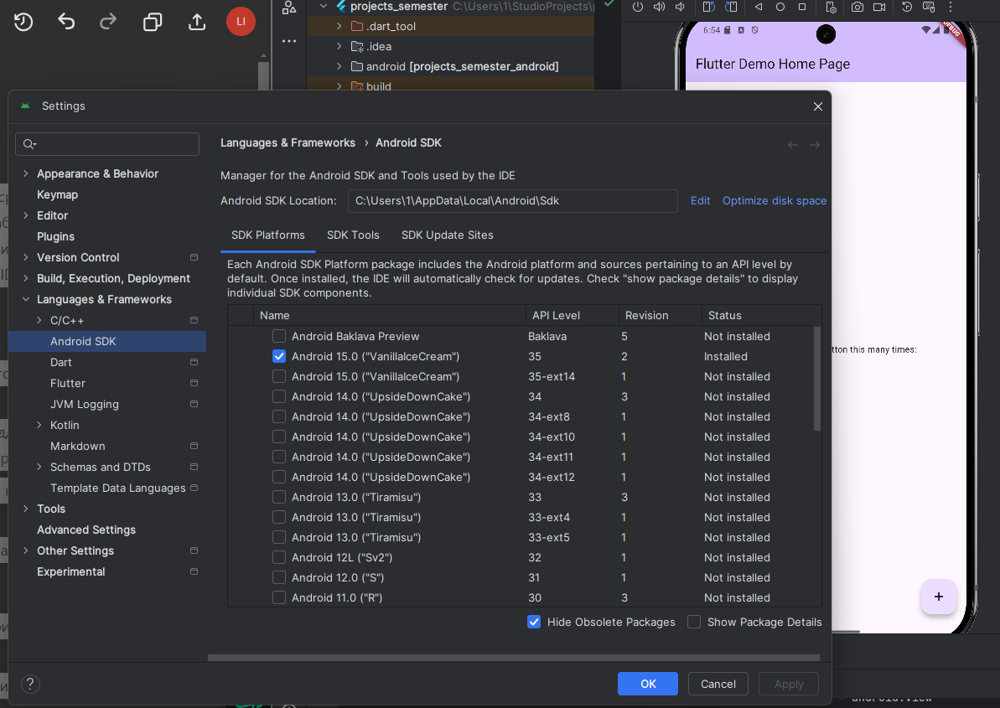 LI
projects_semester C:\Users\1\StudioProjects\p
.dart_tool
.idea
android [projects_semester_android]
build
6:54
DEBUG
Flutter Demo Home Page
Settings
Languages & Frameworks › Android SDK
Manager for the Android SDK and Tools used by the IDE
Android SDK Location: C:\Users\1\AppData\Local\Android\Sdk Edit Optimize disk space
SDK Platforms SDK Tools SDK Update Sites
Each Android SDK Platform package includes the Android platform and sources pertaining to an API level by
default. Once installed, the IDE will automatically check for updates. Check "show package details" to display
individual SDK components.
Appearance & Behavior
Keymap
Editor
Plugins
Version Control
Build, Execution, Deployment
Languages & Frameworks
C/C++
Android SDK
Dart
Flutter
JVM Logging
Kotlin
Markdown
Schemas and DTDs
Template Data Languages
Tools
Advanced Settings
Other Settings
Experimental
Name API Level Revision Status
Android Baklava Preview Baklava 5 Not installed
Android 15.0 ("VanillaIceCream") 35 2 Installed
Android 15.0 ("VanillaIceCream") 35-ext14 1 Not installed
Android 14.0 ("UpsideDownCake") 34 3 Not installed
Android 14.0 ("UpsideDownCake") 34-ext8 1 Not installed
Android 14.0 ("UpsideDownCake") 34-ext10 1 Not installed
Android 14.0 ("UpsideDownCake") 34-ext11 1 Not installed
Android 14.0 ("UpsideDownCake") 34-ext12 1 Not installed
Android 13.0 ("Tiramisu") 33 3 Not installed
Android 13.0 ("Tiramisu") 33-ext4 1 Not installed
Android 13.0 ("Tiramisu") 33-ext5 1 Not installed
Android 12L ("Sv2") 32 1 Not installed
Android 12.0 ("S") 31 1 Not installed
Android 11.0 ("R") 30 3 Not installed
Hide Obsolete Packages Show Package Details
tton this many times:
+
? OK Cancel Apply
android.view